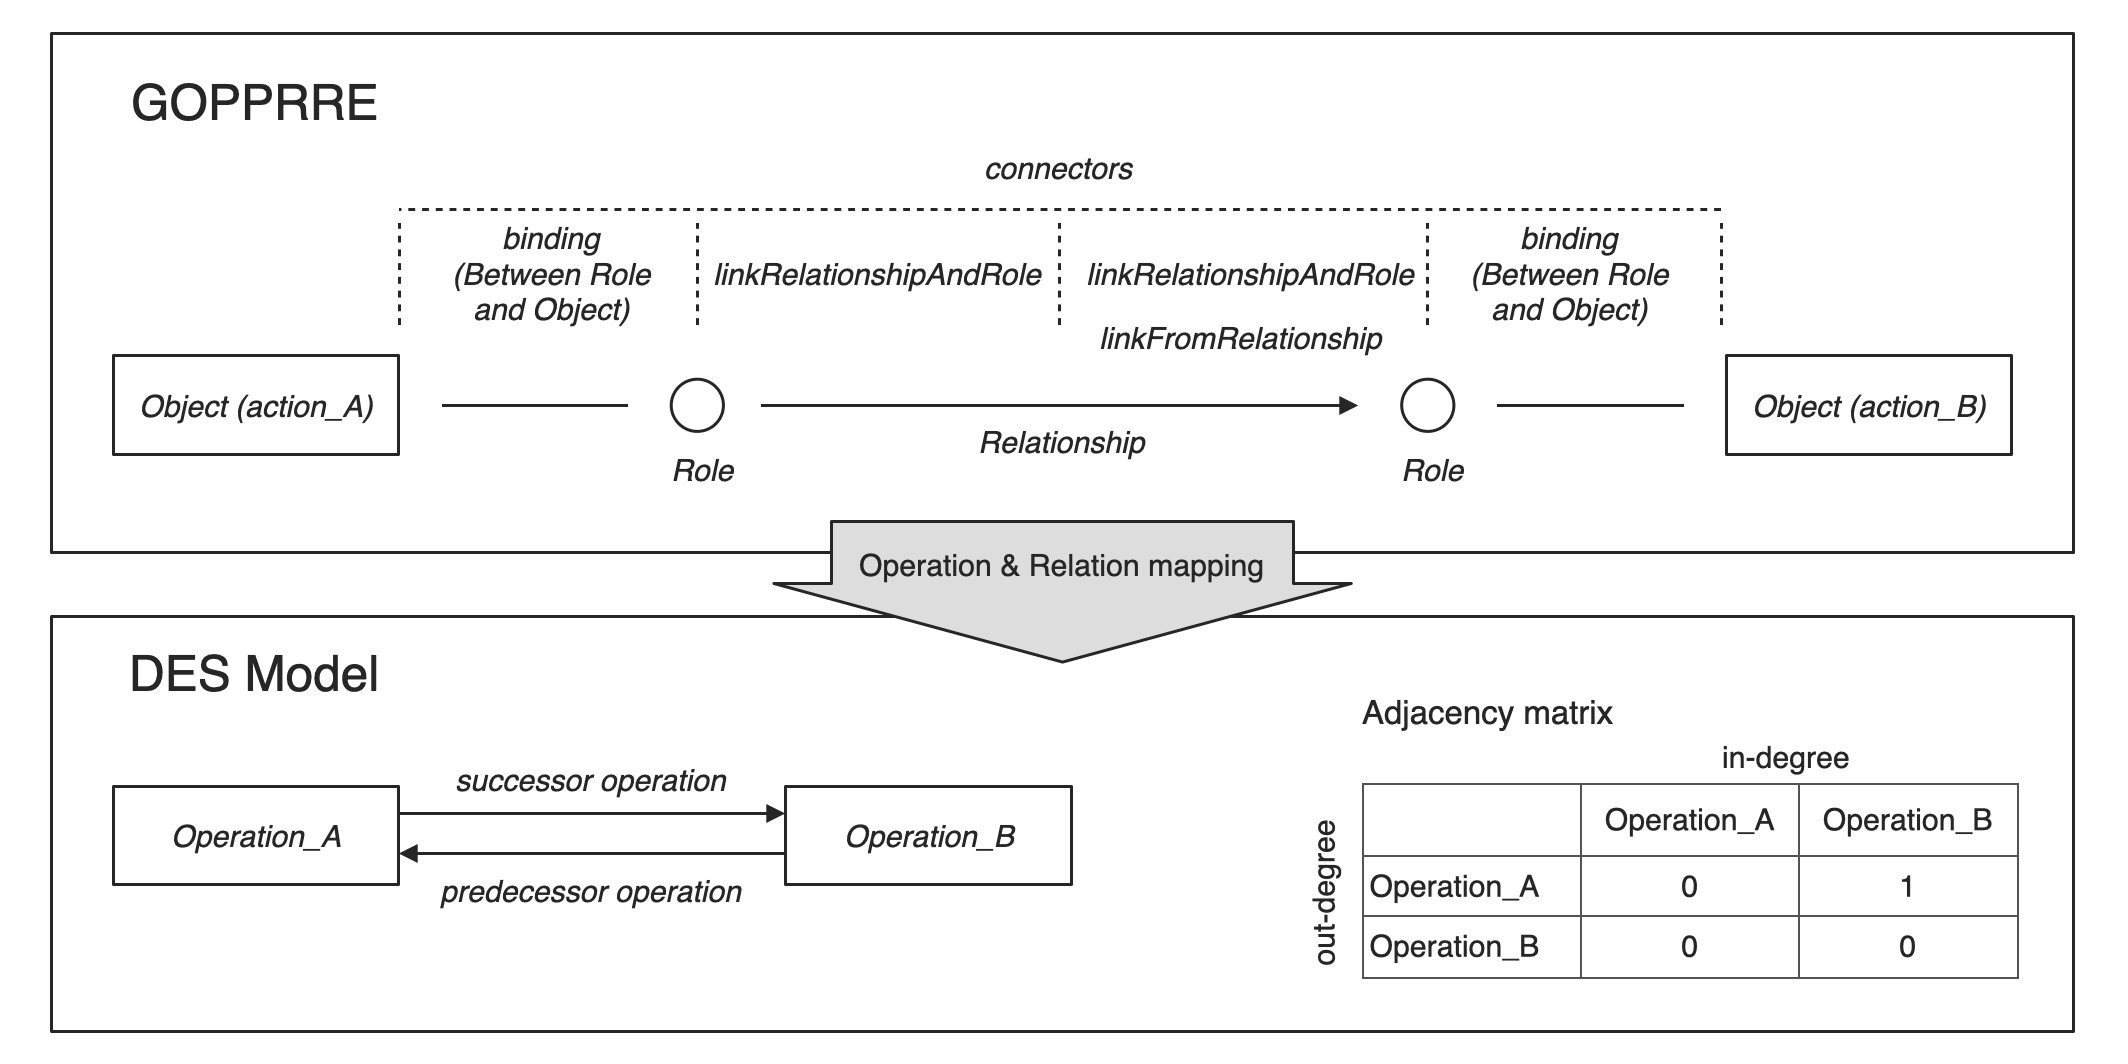 GOPPRRE
connectors
binding
(Between Role
and Object)
linkRelationshipAndRole
linkRelationshipAndRole
binding
(Between Role
and Object)
linkFromRelationship
Object (action_A)
Object (action_B)
Relationship
Role
Role
Operation & Relation mapping
DES Model
successor operation
Operation_A
Operation_B
predecessor operation
Adjacency matrix
in-degree
out-degree
Operation_A Operation_B
Operation_A 0 1
Operation_B 0 0